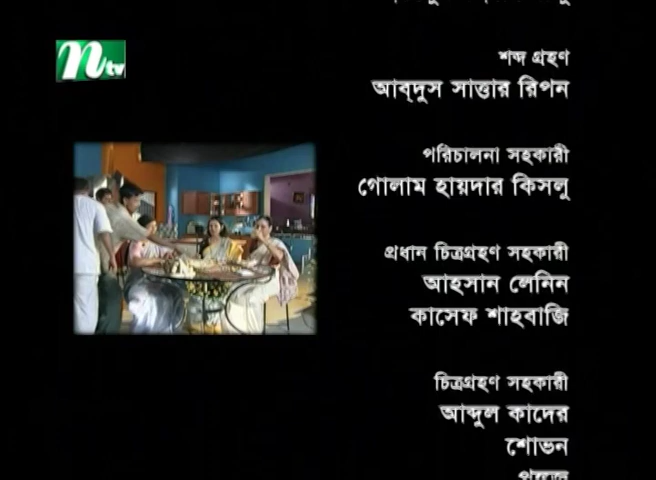 ntv
শব্দ গ্রহণ
আব্দুস সাত্তার রিপন
পরিচালনা সহকারী
গোলাম হায়দার কিসলু
প্রধান চিত্রগ্রহণ সহকারী
আহসান লেনিন
কাসেফ শাহবাজি
চিত্রগ্রহণ সহকারী
আব্দুল কাদের
শোভন